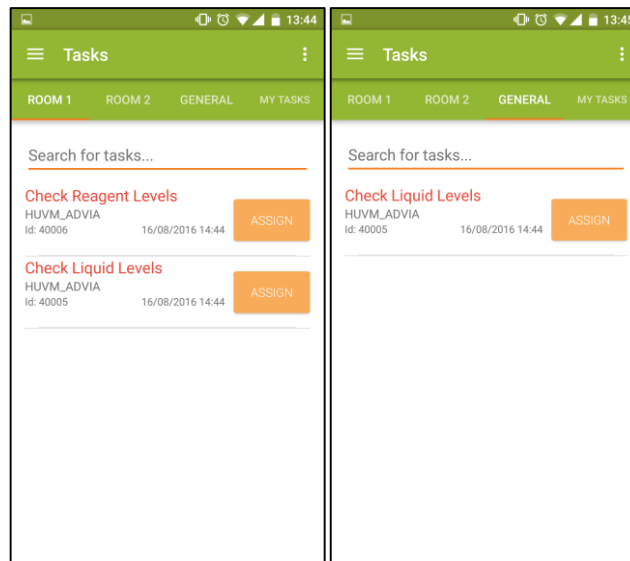 13:44
Tasks
ROOM 1 ROOM 2 GENERAL MY TASKS
Search for tasks...
Check Reagent Levels
HUVM_ADVIA
Id: 40006 16/08/2016 14:44
ASSIGN
Check Liquid Levels
HUVM_ADVIA
Id: 40005 16/08/2016 14:44
ASSIGN
13:45
Tasks
ROOM 1 ROOM 2 GENERAL MY TASKS
Search for tasks...
Check Liquid Levels
HUVM_ADVIA
Id: 40005 16/08/2016 14:44
ASSIGN